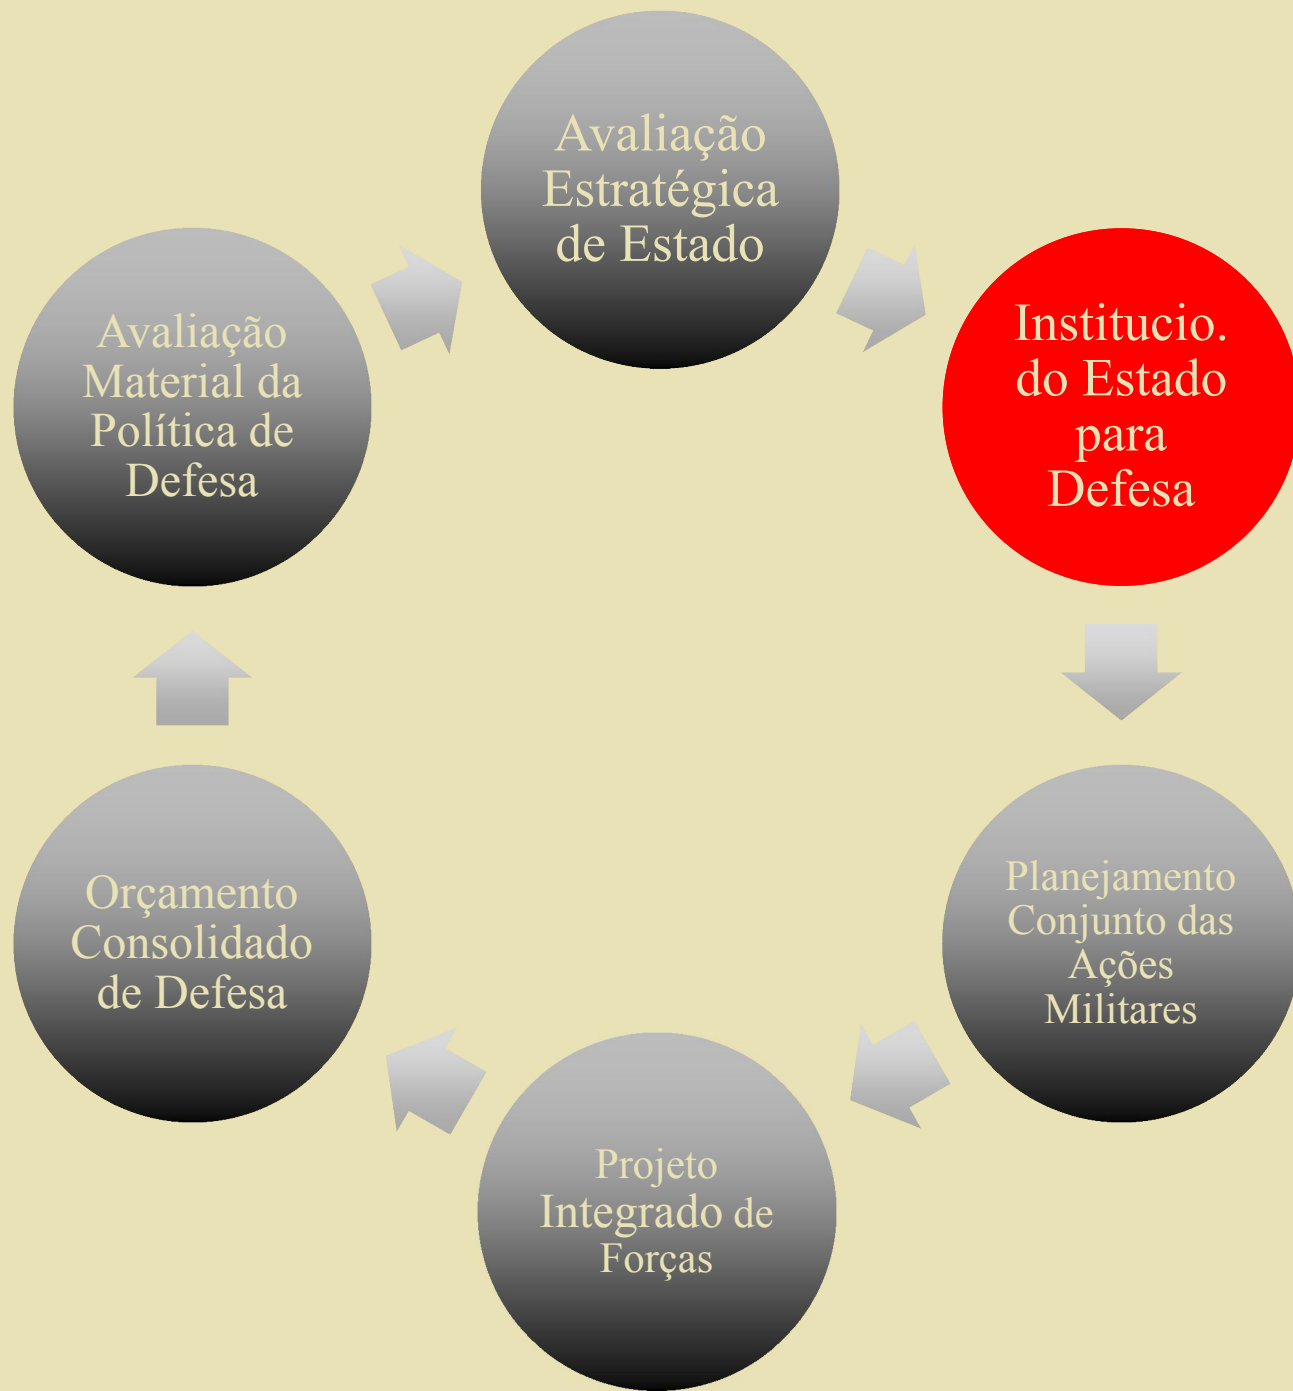 Avaliação
Estratégica
de Estado
Institucio.
do Estado
para
Defesa
Planejamento
Conjunto das
Ações
Militares
Projeto
Integrado de
Forças
Orçamento
Consolidado
de Defesa
Avaliação
Material da
Política de
Defesa